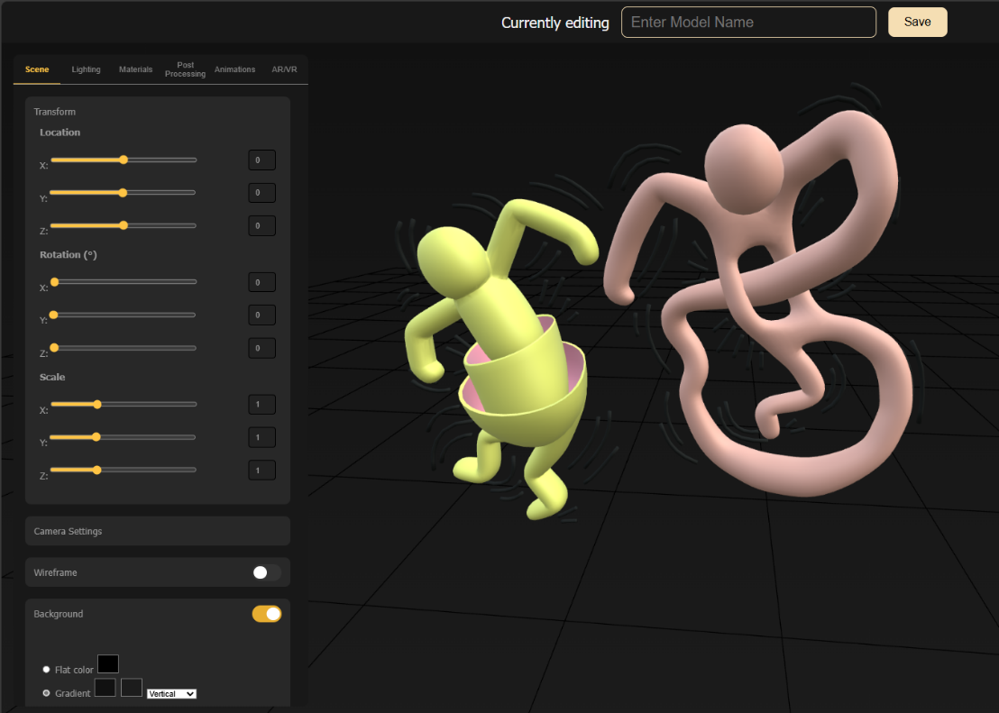 Currently editing Enter Model Name Save
Scene Lighting Materials Post Processing Animations AR/VR
Transform
Location
X: 0
Y: 0
Z: 0
Rotation (°)
X: 0
Y: 0
Z: 0
Scale
X: 1
Y: 1
Z: 1
Camera Settings
Wireframe
Background
Flat color
Gradient Vertical